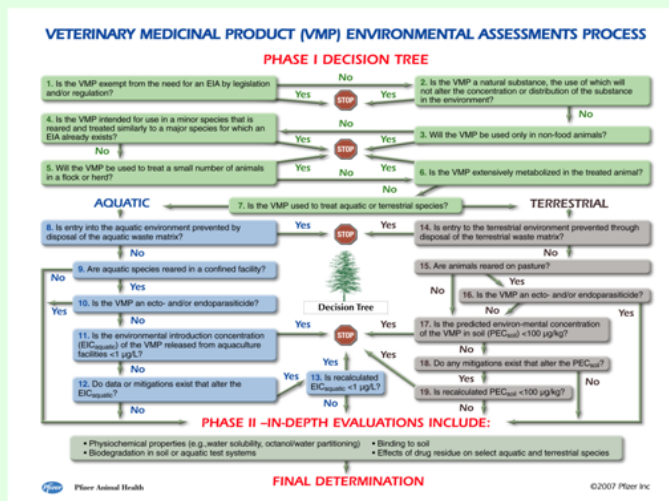 VETERINARY MEDICINAL PRODUCT (VMP) ENVIRONMENTAL ASSESSMENTS PROCESS
PHASE I DECISION TREE
1. Is the VMP exempt from the need for an EIA by legislation
and/or regulation?
No
Yes
STOP
Yes
2. Is the VMP a natural substance, the use of which will
not alter the concentration or distribution of the substance
in the environment?
No
4. Is the VMP intended for use in a minor species that is
reared and treated similarly to a major species for which an
EIA already exists?
No
No
Yes
STOP
Yes
3. Will the VMP be used only in non-food animals?
5. Will the VMP be used to treat a small number of animals
in a flock or herd?
Yes
Yes
No
6. Is the VMP extensively metabolized in the treated animal?
No
AQUATIC
7. Is the VMP used to treat aquatic or terrestrial species?
TERRESTRIAL
8. Is entry into the aquatic environment prevented by
disposal of the aquatic waste matrix?
Yes
STOP
Yes
14. Is entry to the terrestrial environment prevented through
disposal of the terrestrial waste matrix?
No
No
9. Are aquatic species reared in a confined facility?
No
Yes
15. Are animals reared on pasture?
No
Yes
10. Is the VMP an ecto- and/or endoparasiticide?
Yes
No
16. Is the VMP an ecto- and/or endoparasiticide?
No
Yes
Decision Tree
11. Is the environmental introduction concentration
(EICaquatic) of the VMP released from aquaculture
facilities <1 µg/L?
Yes
STOP
Yes
No
17. Is the predicted environ-mental concentration
of the VMP in soil (PECsoil) <100 µg/kg?
No
12. Do data or mitigations exist that alter the
EICaquatic?
Yes
No
13. Is recalculated
EICaquatic <1 µg/L?
Yes
No
18. Do any mitigations exist that alter the PECsoil?
Yes
No
19. Is recalculated PECsoil <100 µg/kg?
Yes
No
PHASE II –IN-DEPTH EVALUATIONS INCLUDE:
• Physiochemical properties (e.g.,water solubility, octanol/water partitioning)
• Biodegradation in soil or aquatic test systems
• Binding to soil
• Effects of drug residue on select aquatic and terrestrial species
FINAL DETERMINATION
Pfizer
Pfizer Animal Health
©2007 Pfizer Inc